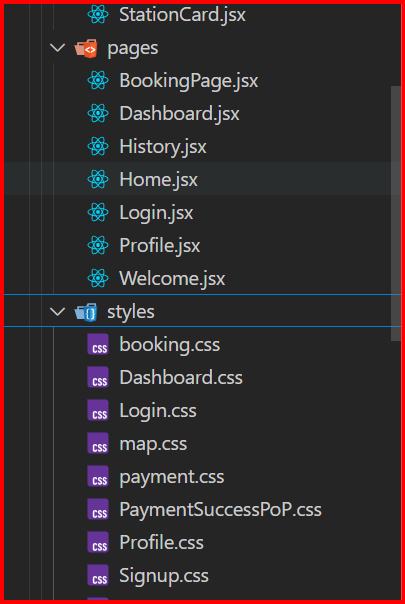 StationCard.jsx
pages
BookingPage.jsx
Dashboard.jsx
History.jsx
Home.jsx
Login.jsx
Profile.jsx
Welcome.jsx
styles
CSS booking.css
CSS Dashboard.css
CSS Login.css
CSS map.css
CSS payment.css
CSS PaymentSuccessPoP.css
CSS Profile.css
CSS Signup.css